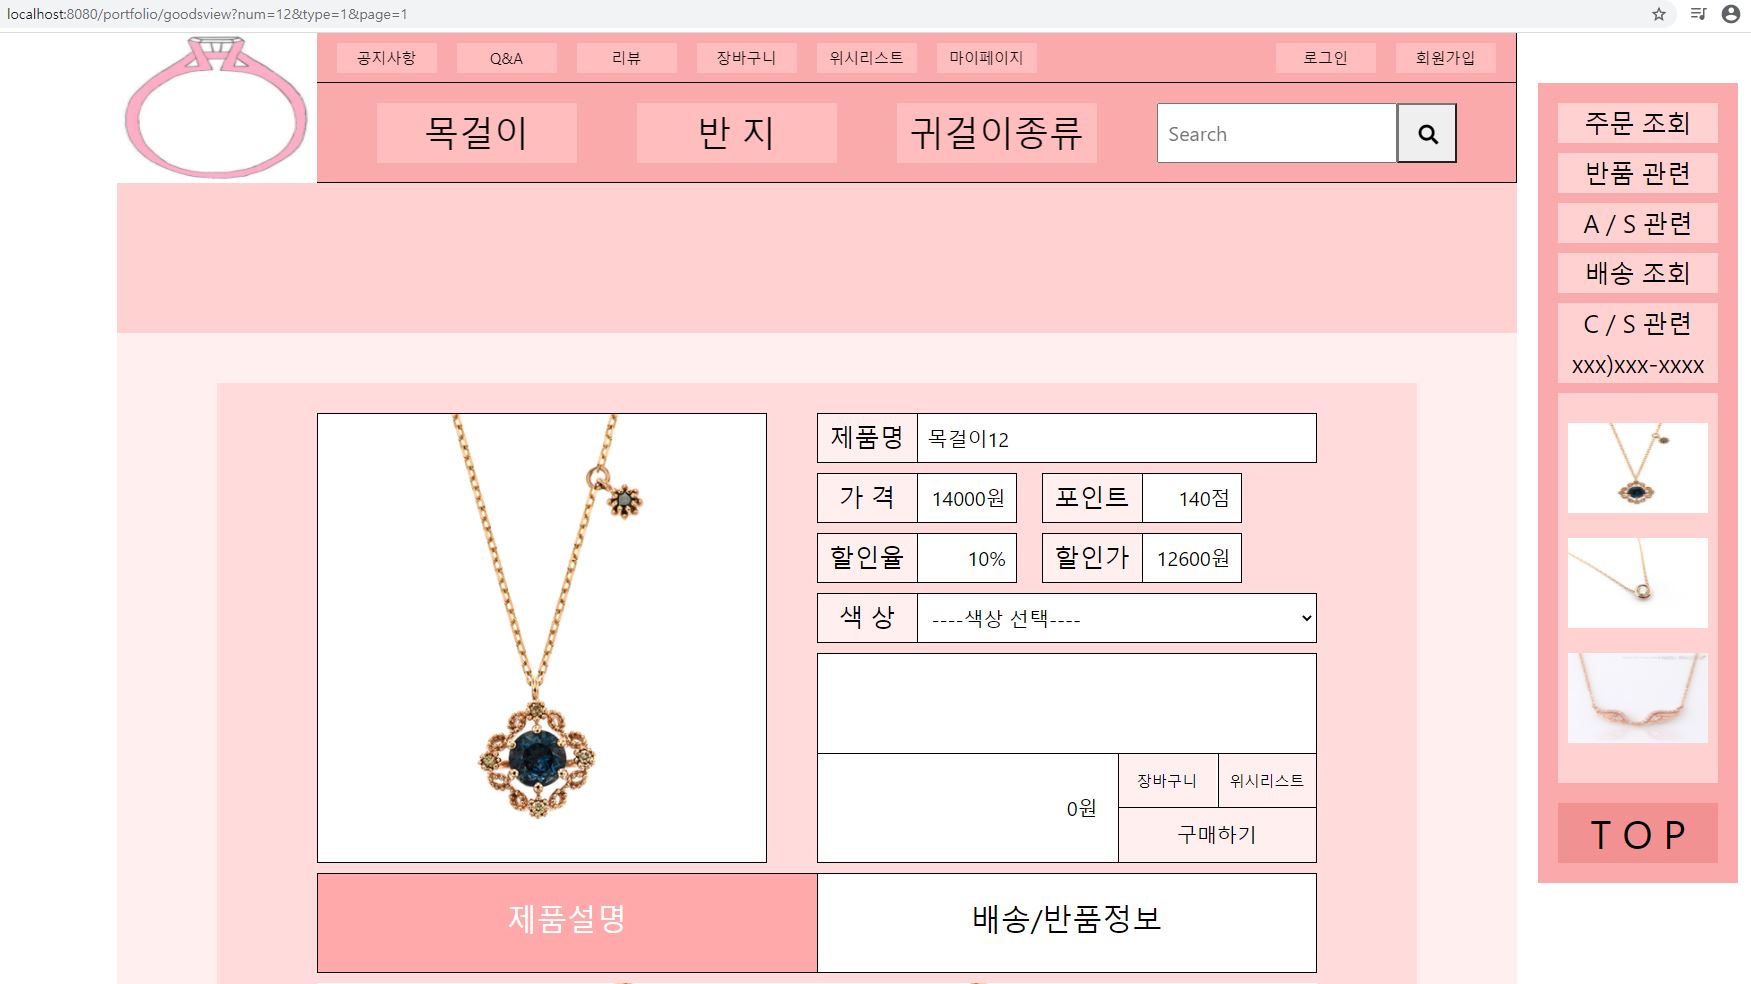 localhost:8080/portfolio/goodsview?num=12&type=1&page=1
공지사항 Q&A 리뷰 장바구니 위시리스트 마이페이지 로그인 회원가입
목걸이 반 지 귀걸이종류 Search
주문 조회
반품 관련
A / S 관련
배송 조회
C / S 관련
xxx)xxx-xxxx
제품명 목걸이12
가 격 14000원 포인트 140점
할인율 10% 할인가 12600원
색 상 ----색상 선택----
장바구니 위시리스트
0원
구매하기
T O P
제품설명 배송/반품정보